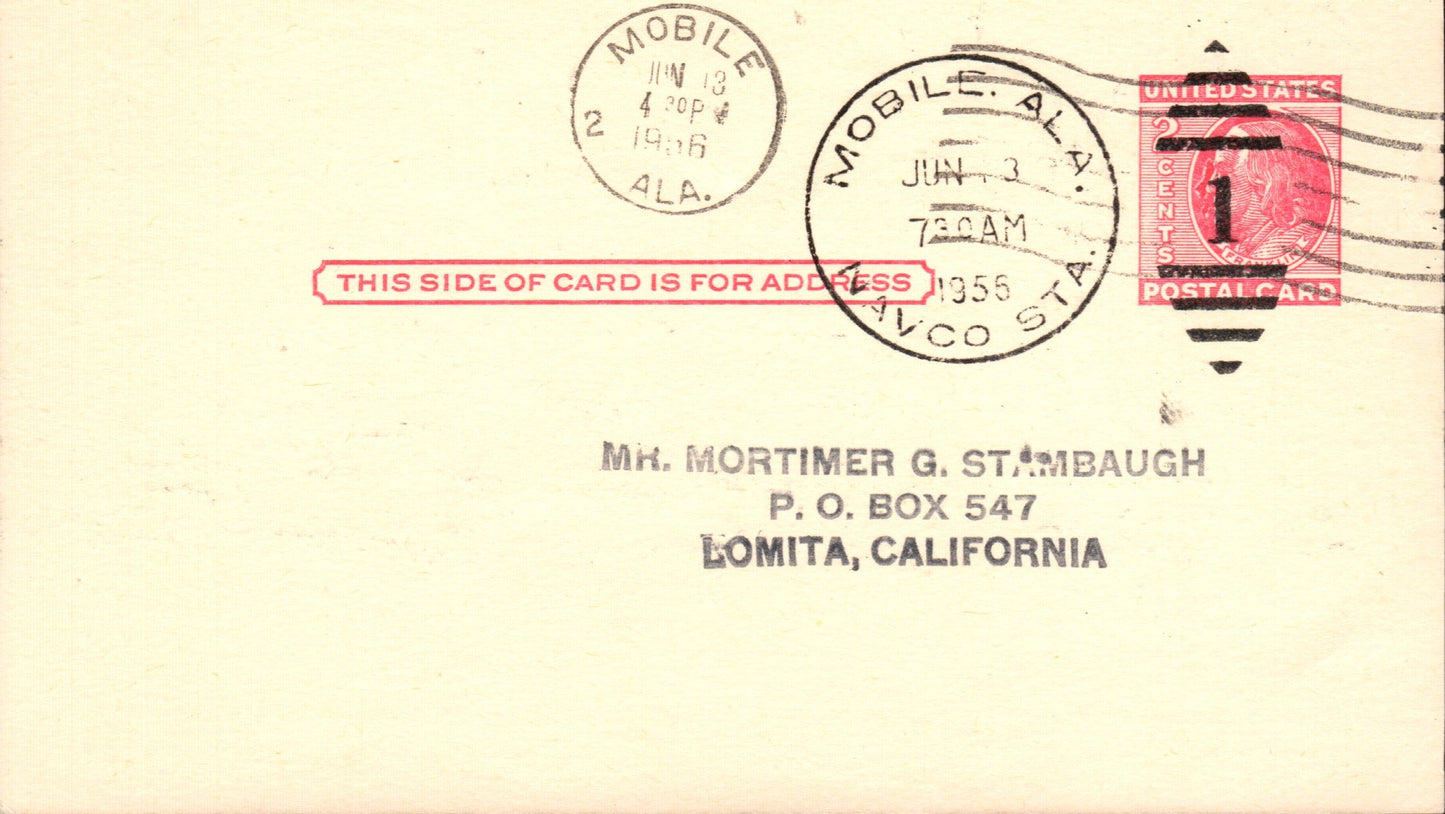 MOBILE
JUN 13
4 30 PM
1956
2
ALA.
MOBILE. ALA.
JUN 13
7 30 AM
1956
NAVCO STA.
1
UNITED STATES
2 CENTS
FRANKLIN
POSTAL CARD
THIS SIDE OF CARD IS FOR ADDRESS
MR. MORTIMER G. STAMBAUGH
P. O. BOX 547
LOMITA, CALIFORNIA